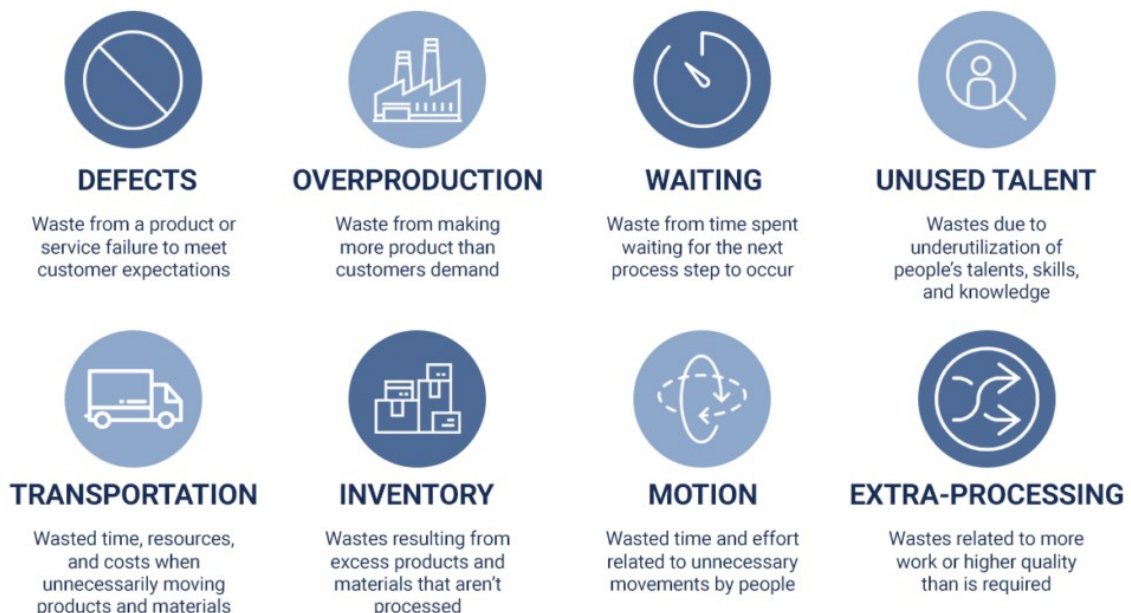 DEFECTS
Waste from a product or
service failure to meet
customer expectations
OVERPRODUCTION
Waste from making
more product than
customers demand
WAITING
Waste from time spent
waiting for the next
process step to occur
UNUSED TALENT
Wastes due to
underutilization of
people's talents, skills,
and knowledge
TRANSPORTATION
Wasted time, resources,
and costs when
unnecessarily moving
products and materials
INVENTORY
Wastes resulting from
excess products and
materials that aren't
processed
MOTION
Wasted time and effort
related to unnecessary
movements by people
EXTRA-PROCESSING
Wastes related to more
work or higher quality
than is required